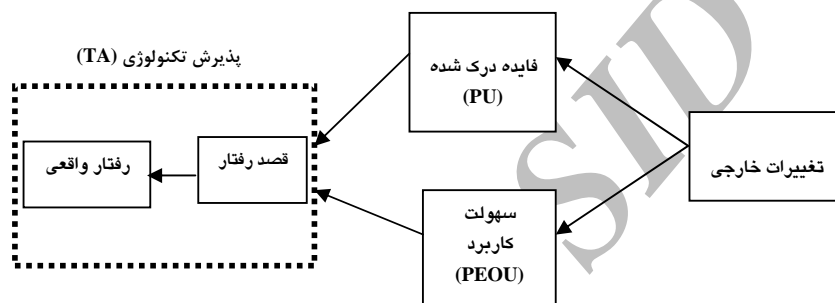 پذیرش تکنولوژی (TA)
فایده درک شده
(PU)
تغییرات خارجی
قصد رفتار
رفتار واقعی
سهولت
کاربرد
(PEOU)
SID